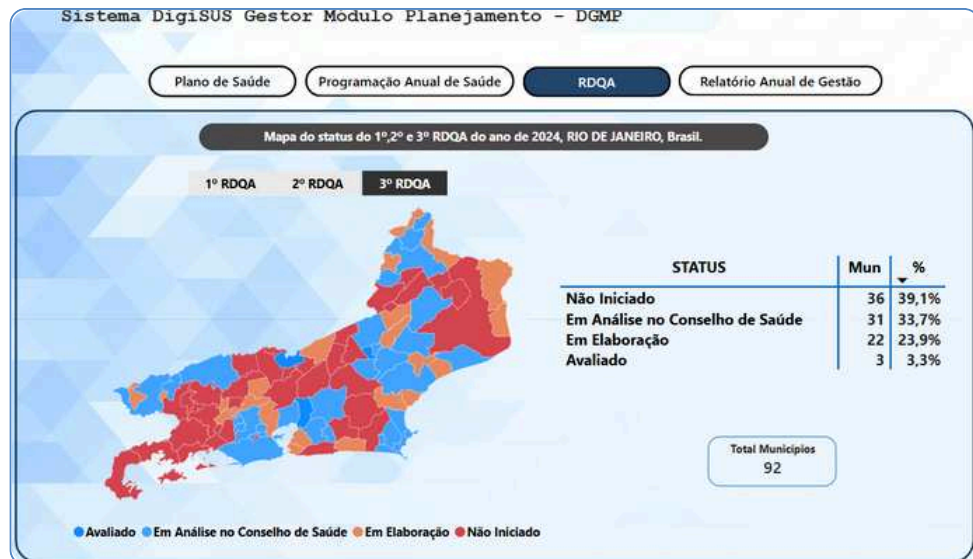 Sistema DigiSUS Gestor Módulo Planejamento - DGMP
Plano de Saúde Programação Anual de Saúde RDQA Relatório Anual de Gestão
Mapa do status do 1º,2º e 3º RDQA do ano de 2024, RIO DE JANEIRO, Brasil.
1º RDQA 2º RDQA 3º RDQA
STATUS Mun %
Não Iniciado 36 39,1%
Em Análise no Conselho de Saúde 31 33,7%
Em Elaboração 22 23,9%
Avaliado 3 3,3%
Total Municípios
92
Avaliado Em Análise no Conselho de Saúde Em Elaboração Não Iniciado